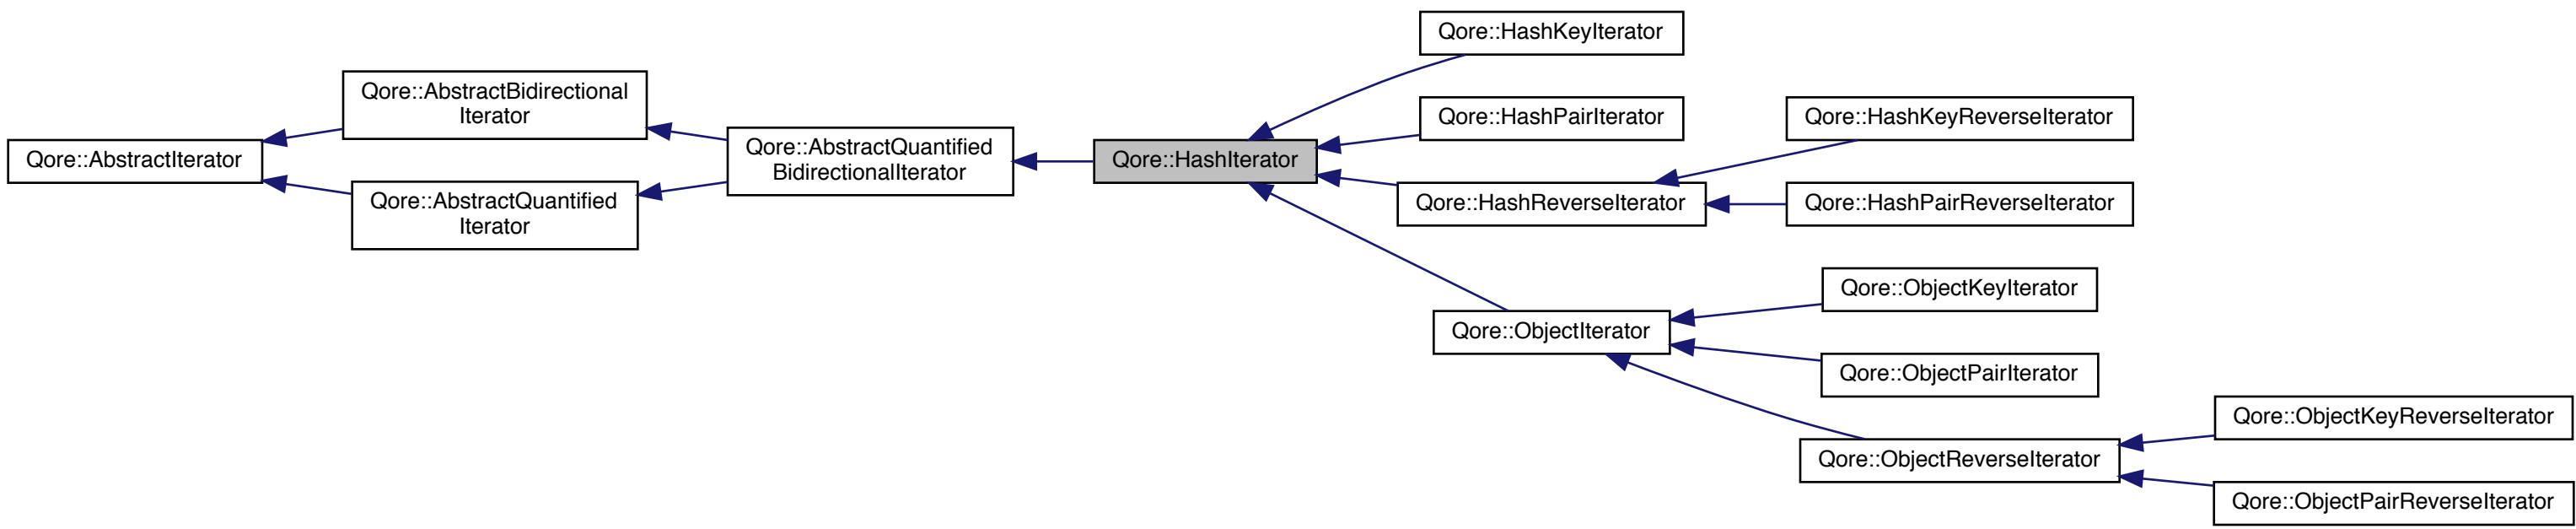 Qore::AbstractIterator
Qore::AbstractBidirectional
Iterator
Qore::AbstractQuantified
Iterator
Qore::AbstractQuantified
BidirectionalIterator
Qore::HashIterator
Qore::HashKeyIterator
Qore::HashPairIterator
Qore::HashReverseIterator
Qore::HashKeyReverseIterator
Qore::HashPairReverseIterator
Qore::ObjectIterator
Qore::ObjectKeyIterator
Qore::ObjectPairIterator
Qore::ObjectReverseIterator
Qore::ObjectKeyReverseIterator
Qore::ObjectPairReverseIterator